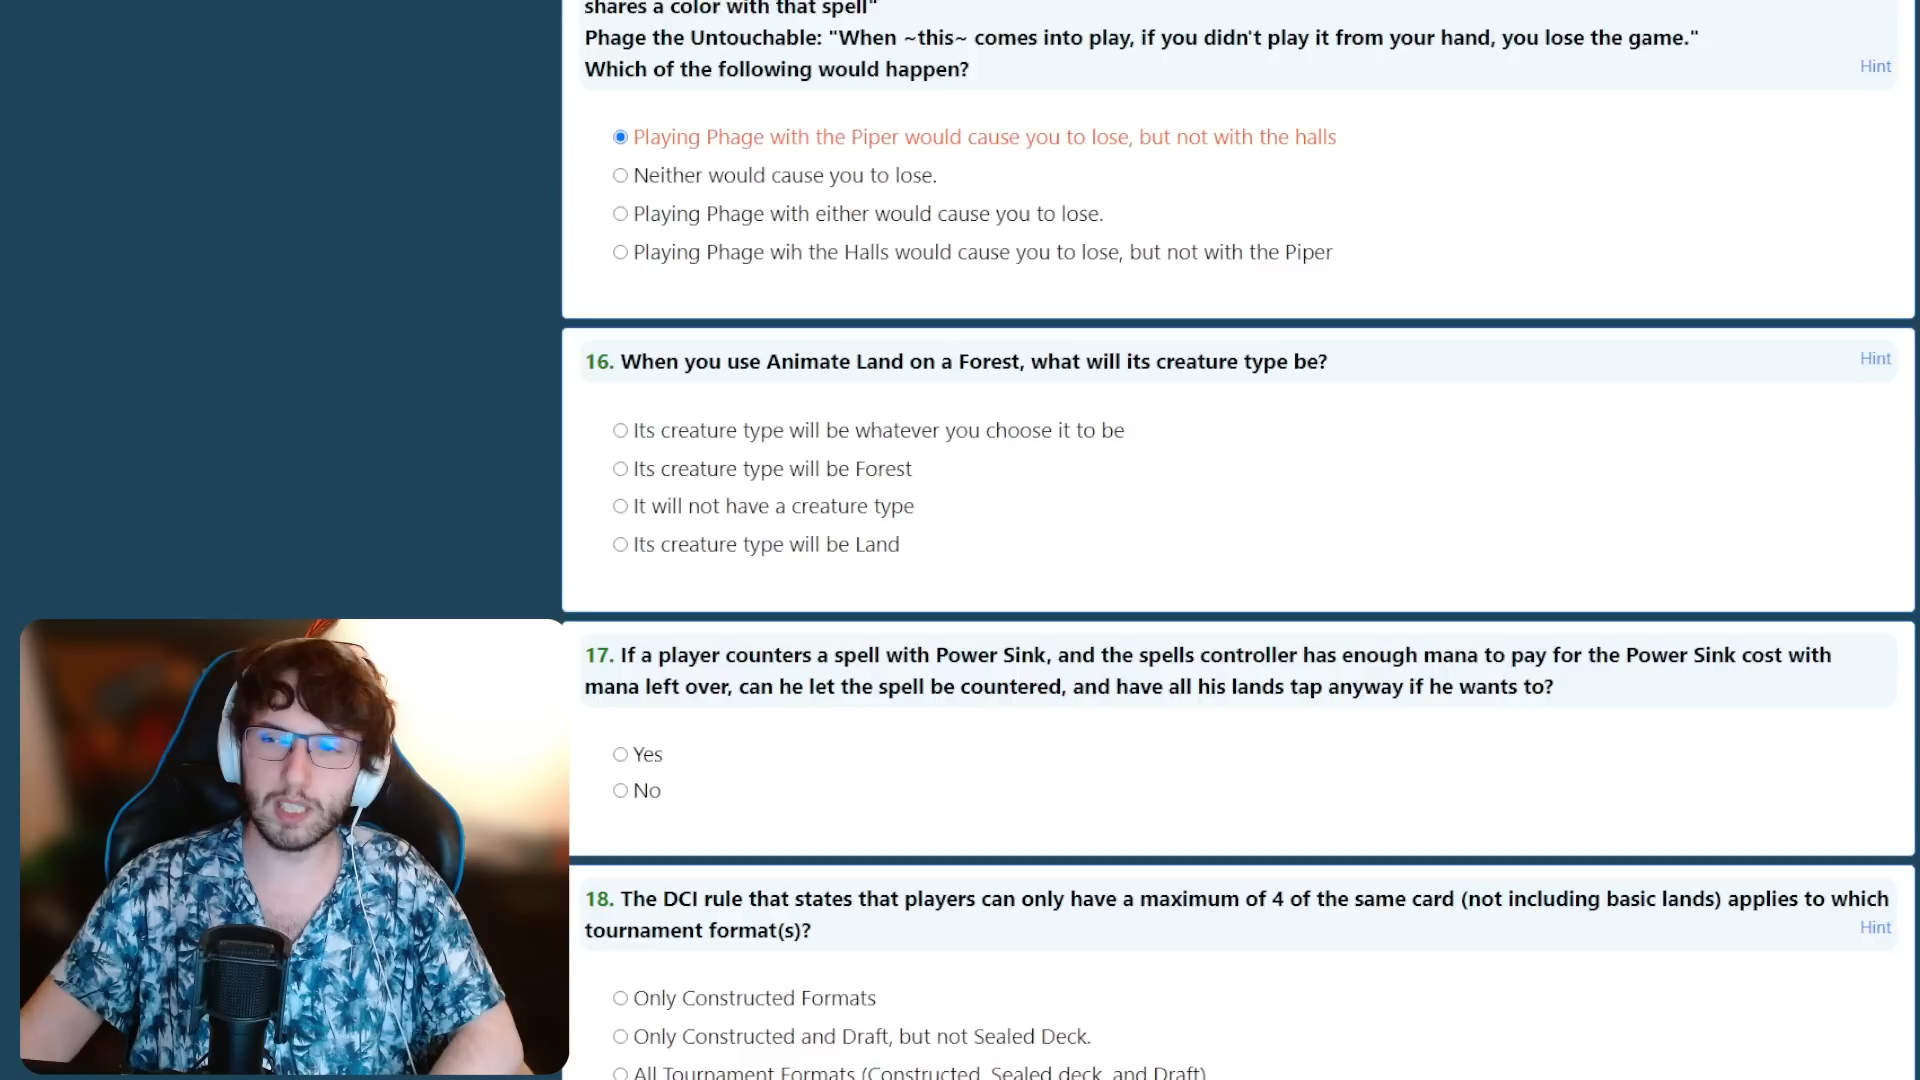 shares a color with that spell"
Phage the Untouchable: "When ~this~ comes into play, if you didn't play it from your hand, you lose the game."
Which of the following would happen?
Hint
Playing Phage with the Piper would cause you to lose, but not with the halls
Neither would cause you to lose.
Playing Phage with either would cause you to lose.
Playing Phage wih the Halls would cause you to lose, but not with the Piper
16. When you use Animate Land on a Forest, what will its creature type be?
Hint
Its creature type will be whatever you choose it to be
Its creature type will be Forest
It will not have a creature type
Its creature type will be Land
17. If a player counters a spell with Power Sink, and the spells controller has enough mana to pay for the Power Sink cost with
mana left over, can he let the spell be countered, and have all his lands tap anyway if he wants to?
Yes
No
18. The DCI rule that states that players can only have a maximum of 4 of the same card (not including basic lands) applies to which
tournament format(s)?
Hint
Only Constructed Formats
Only Constructed and Draft, but not Sealed Deck.
All Tournament Formats (Constructed, Sealed deck, and Draft)